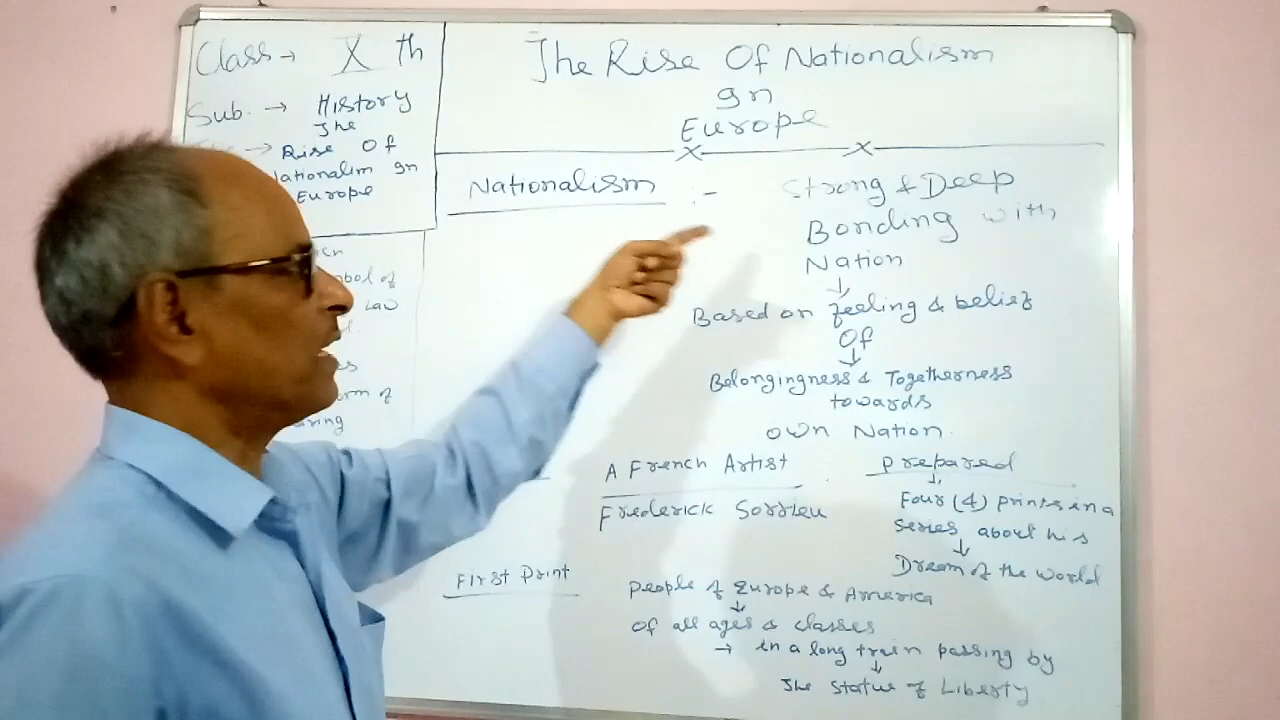 Class → X th
Sub. → History
The
→ Rise Of
Nationalim In
Europe
The Rise Of Nationalism
In
Europe
Nationalism :- Strong & Deep
Bonding with
Nation
↓
Based on feeling & belief
Of
↓
Belongingness & Togetherness
towards
own Nation.
A French Artist
Frederick Sorrieu
Prepared
↓
Four (4) prints in a
series about his
↓
Dream of the world
First Print
People of Europe & America
↓
Of all ages & classes
→ in a long train passing by
↓
The Statue of Liberty
Law